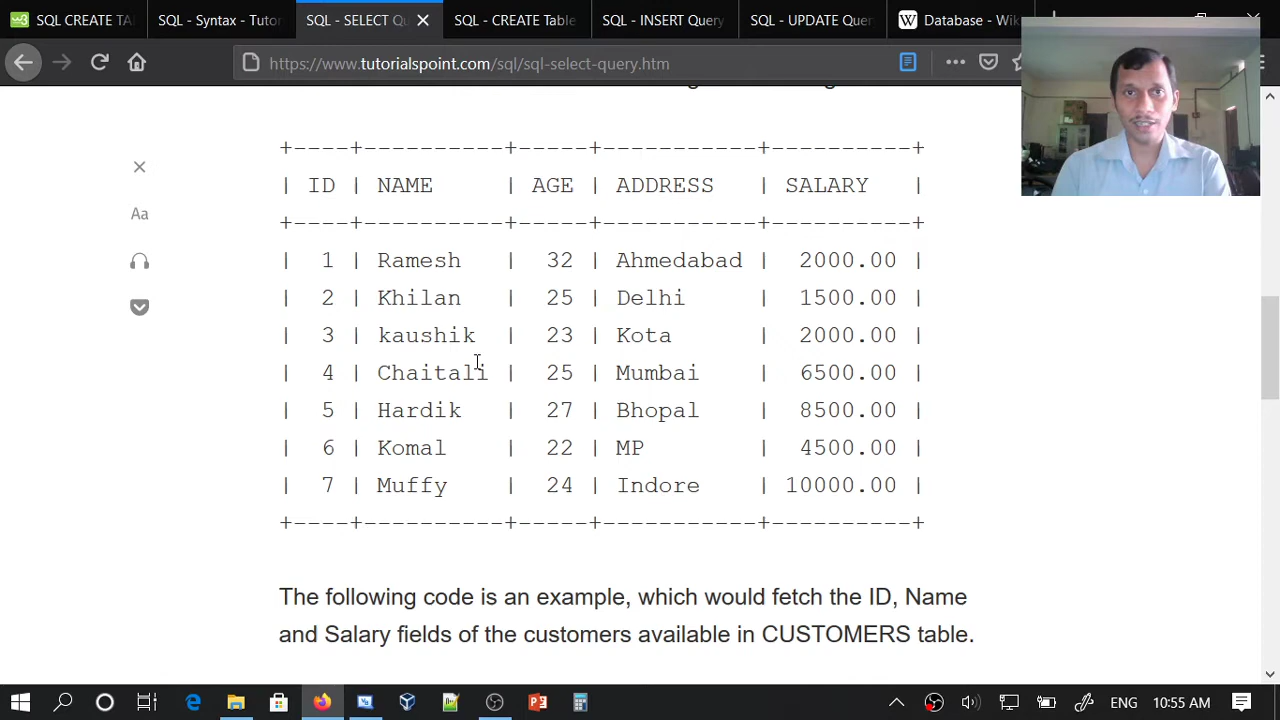 SQL CREATE TA
SQL - Syntax - Tutor
SQL - SELECT Qu
SQL - CREATE Table
SQL - INSERT Query
SQL - UPDATE Quer
Database - Wik
https://www.tutorialspoint.com/sql/sql-select-query.htm
+----+----------+-----+-----------+----------+
| ID | NAME     | AGE | ADDRESS   | SALARY   |
+----+----------+-----+-----------+----------+
|  1 | Ramesh   |  32 | Ahmedabad |  2000.00 |
|  2 | Khilan   |  25 | Delhi     |  1500.00 |
|  3 | kaushik  |  23 | Kota      |  2000.00 |
|  4 | Chaitali |  25 | Mumbai    |  6500.00 |
|  5 | Hardik   |  27 | Bhopal    |  8500.00 |
|  6 | Komal    |  22 | MP        |  4500.00 |
|  7 | Muffy    |  24 | Indore    | 10000.00 |
+----+----------+-----+-----------+----------+
Aa
The following code is an example, which would fetch the ID, Name
and Salary fields of the customers available in CUSTOMERS table.
ENG 10:55 AM